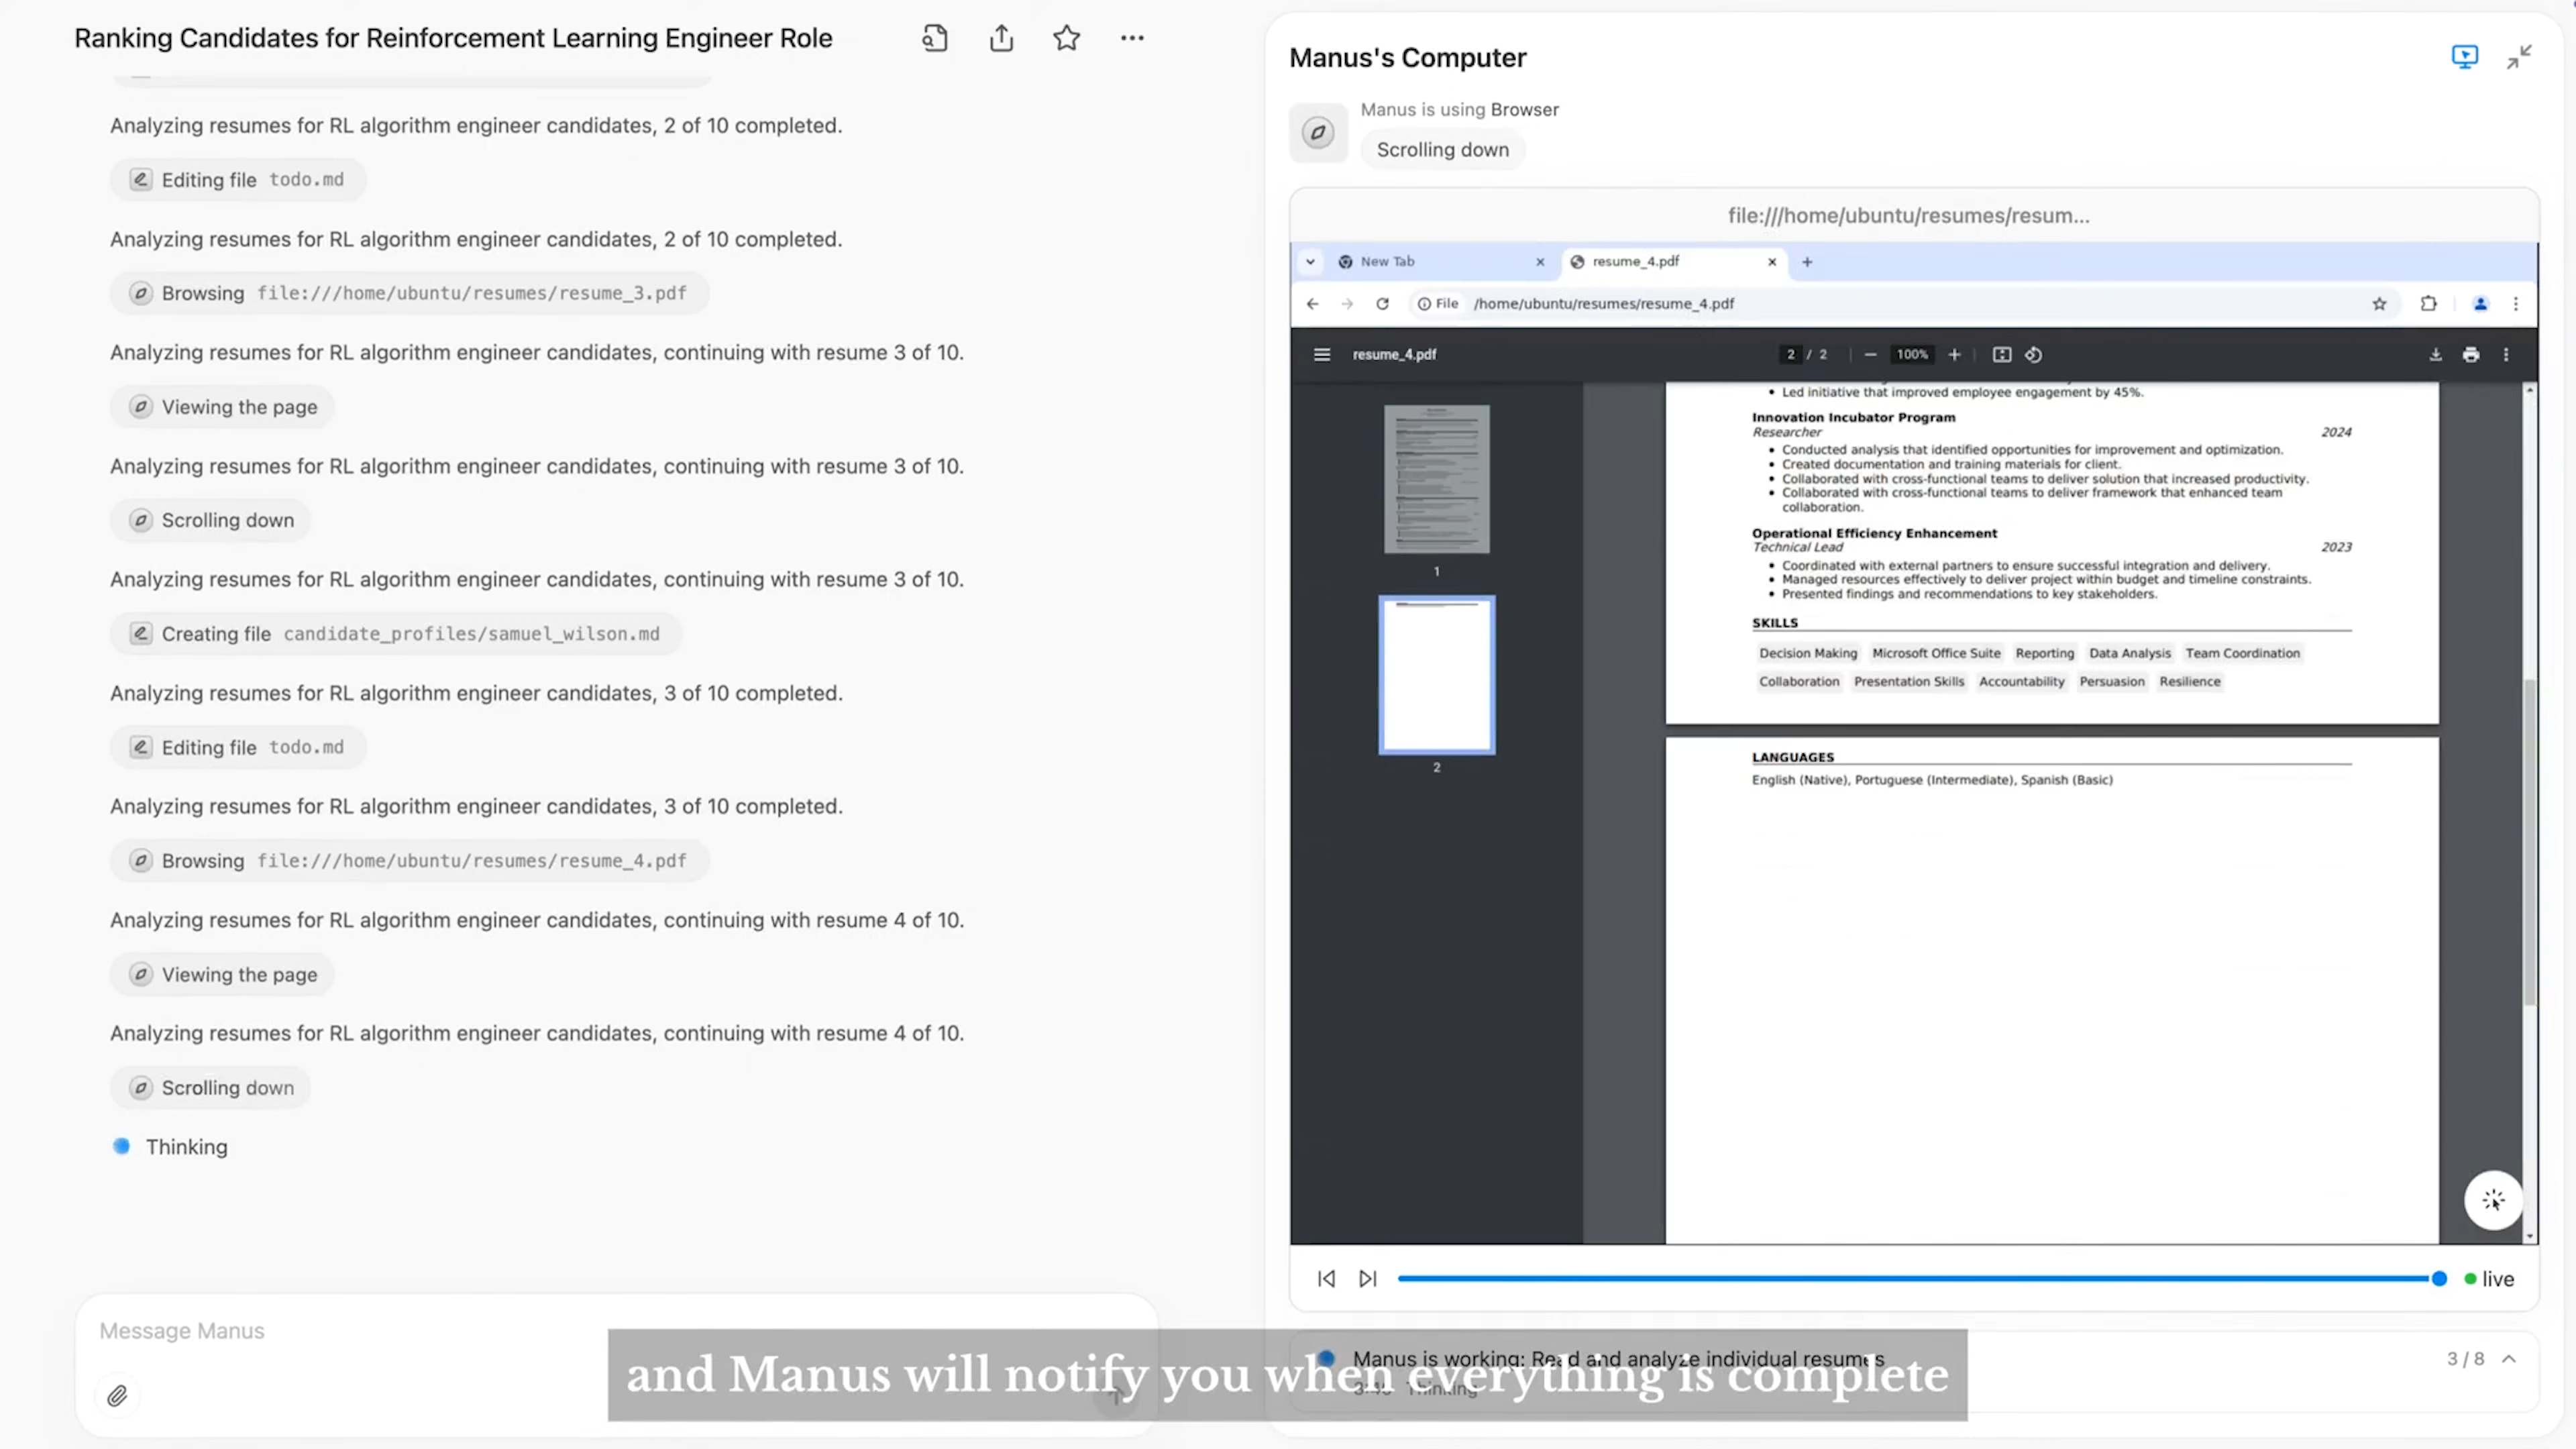 Ranking Candidates for Reinforcement Learning Engineer Role
Analyzing resumes for RL algorithm engineer candidates, 2 of 10 completed.
Editing file todo.md
Analyzing resumes for RL algorithm engineer candidates, 2 of 10 completed.
Browsing file:///home/ubuntu/resumes/resume_3.pdf
Analyzing resumes for RL algorithm engineer candidates, continuing with resume 3 of 10.
Viewing the page
Analyzing resumes for RL algorithm engineer candidates, continuing with resume 3 of 10.
Scrolling down
Analyzing resumes for RL algorithm engineer candidates, continuing with resume 3 of 10.
Creating file candidate_profiles/samuel_wilson.md
Analyzing resumes for RL algorithm engineer candidates, 3 of 10 completed.
Editing file todo.md
Analyzing resumes for RL algorithm engineer candidates, 3 of 10 completed.
Browsing file:///home/ubuntu/resumes/resume_4.pdf
Analyzing resumes for RL algorithm engineer candidates, continuing with resume 4 of 10.
Viewing the page
Analyzing resumes for RL algorithm engineer candidates, continuing with resume 4 of 10.
Scrolling down
Thinking
Message Manus
Manus's Computer
Manus is using Browser
Scrolling down
file:///home/ubuntu/resumes/resum...
New Tab
resume_4.pdf
File /home/ubuntu/resumes/resume_4.pdf
resume_4.pdf 2 / 2 100%
1
2
• Led initiative that improved employee engagement by 45%.
Innovation Incubator Program
Researcher 2024
• Conducted analysis that identified opportunities for improvement and optimization.
• Created documentation and training materials for client.
• Collaborated with cross-functional teams to deliver solution that increased productivity.
• Collaborated with cross-functional teams to deliver framework that enhanced team
collaboration.
Operational Efficiency Enhancement
Technical Lead 2023
• Coordinated with external partners to ensure successful integration and delivery.
• Managed resources effectively to deliver project within budget and timeline constraints.
• Presented findings and recommendations to key stakeholders.
SKILLS
Decision Making Microsoft Office Suite Reporting Data Analysis Team Coordination
Collaboration Presentation Skills Accountability Persuasion Resilience
LANGUAGES
English (Native), Portuguese (Intermediate), Spanish (Basic)
live
Manus is working: Read and analyze individual resumes 3 / 8
Thinking
and Manus will notify you when everything is complete